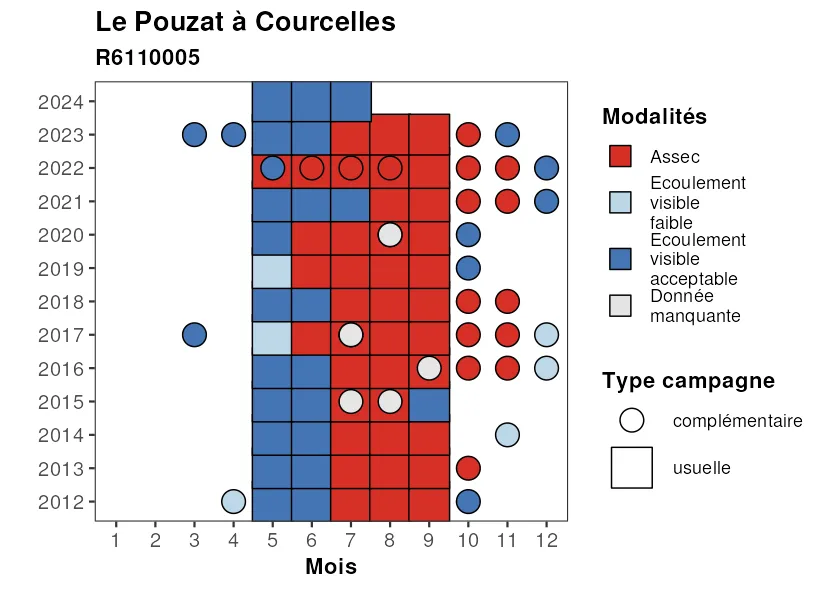 Le Pouzat à Courcelles
R6110005
2024
2023
2022
2021
2020
2019
2018
2017
2016
2015
2014
2013
2012
1 2 3 4 5 6 7 8 9 10 11 12
Mois
Modalités
Assec
Ecoulement
visible
faible
Ecoulement
visible
acceptable
Donnée
manquante
Type campagne
complémentaire
usuelle